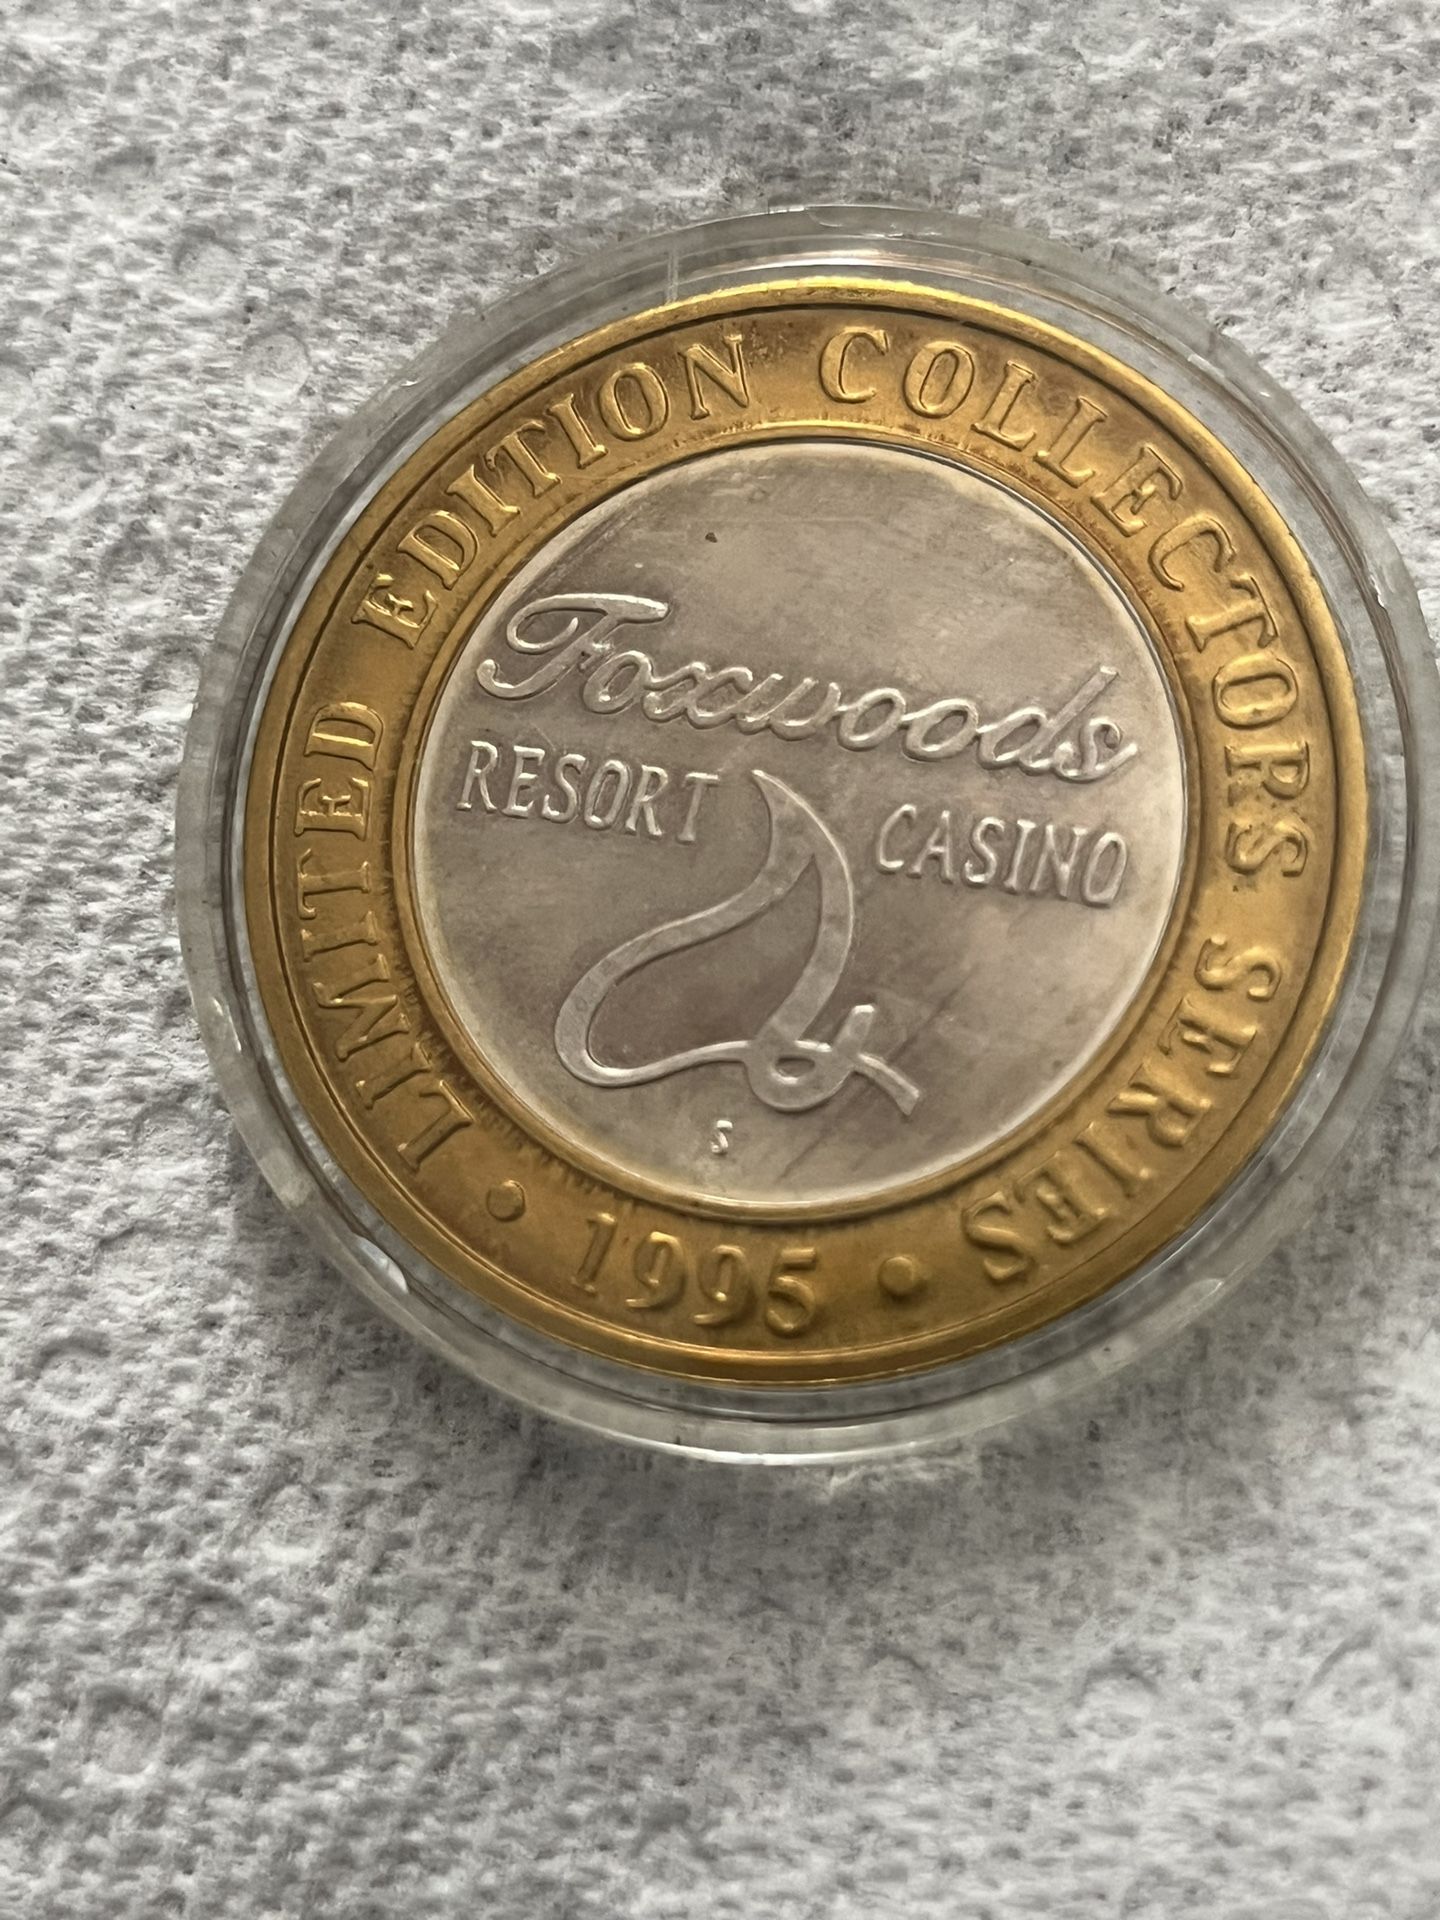 LIMITED EDITION COLLECTORS SERIES
Foxwoods
RESORT CASINO
S
• 1995 •